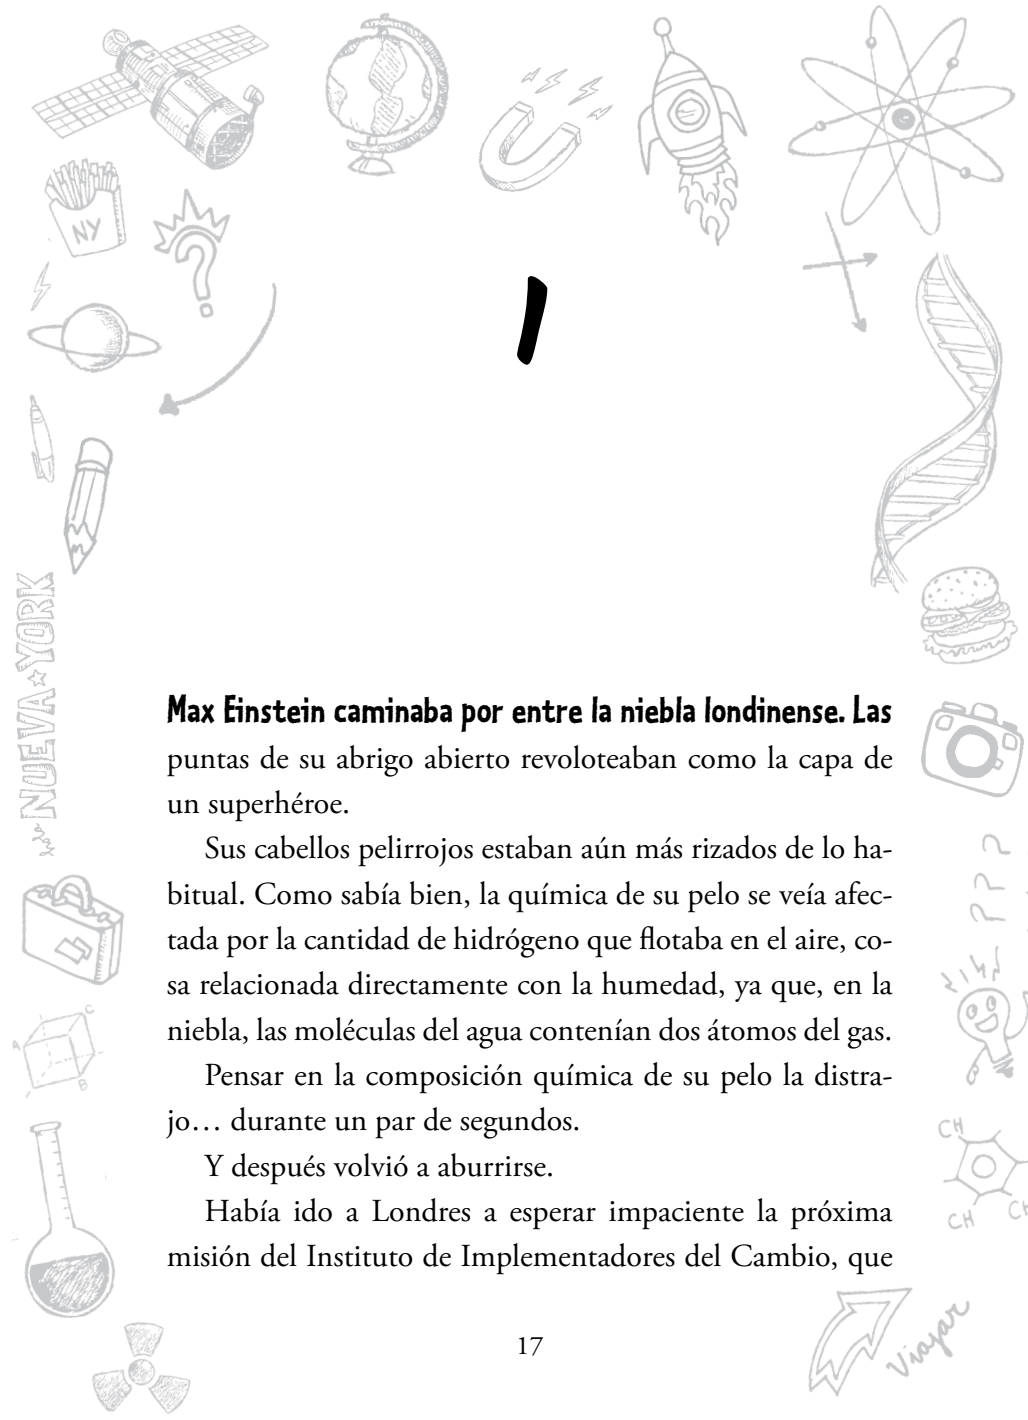 NY
1
NUEVA YORK
Max Einstein caminaba por entre la niebla londinense. Las
puntas de su abrigo abierto revoloteaban como la capa de
un superhéroe.
Sus cabellos pelirrojos estaban aún más rizados de lo ha-
bitual. Como sabía bien, la química de su pelo se veía afec-
tada por la cantidad de hidrógeno que flotaba en el aire, co-
sa relacionada directamente con la humedad, ya que, en la
niebla, las moléculas del agua contenían dos átomos del gas.
Pensar en la composición química de su pelo la distra-
jo… durante un par de segundos.
Y después volvió a aburrirse.
Había ido a Londres a esperar impaciente la próxima
misión del Instituto de Implementadores del Cambio, que
? ? ?
A
C
B
CH
CH
CH
Viajar
17